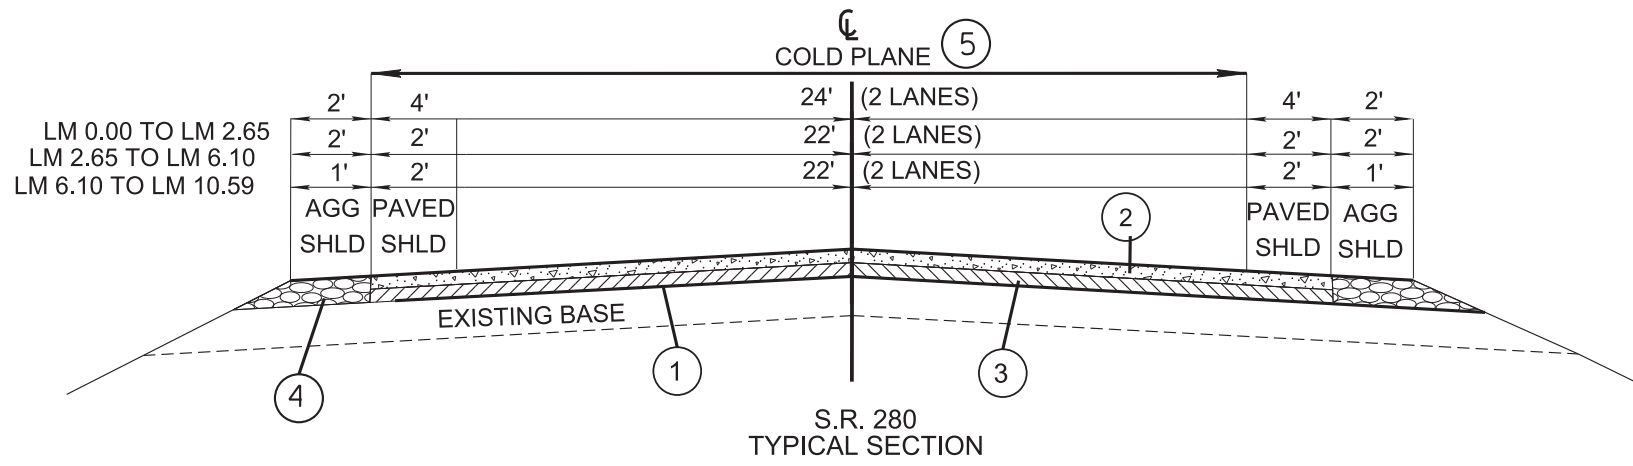 ℄
COLD PLANE 5
2' 4' 24' (2 LANES) 4' 2'
LM 0.00 TO LM 2.65
2' 2' 22' (2 LANES) 2' 2'
LM 2.65 TO LM 6.10
1' 2' 22' (2 LANES) 2' 1'
LM 6.10 TO LM 10.59
AGG PAVED PAVED AGG
SHLD SHLD SHLD SHLD
2
EXISTING BASE
4 1 3
S.R. 280
TYPICAL SECTION